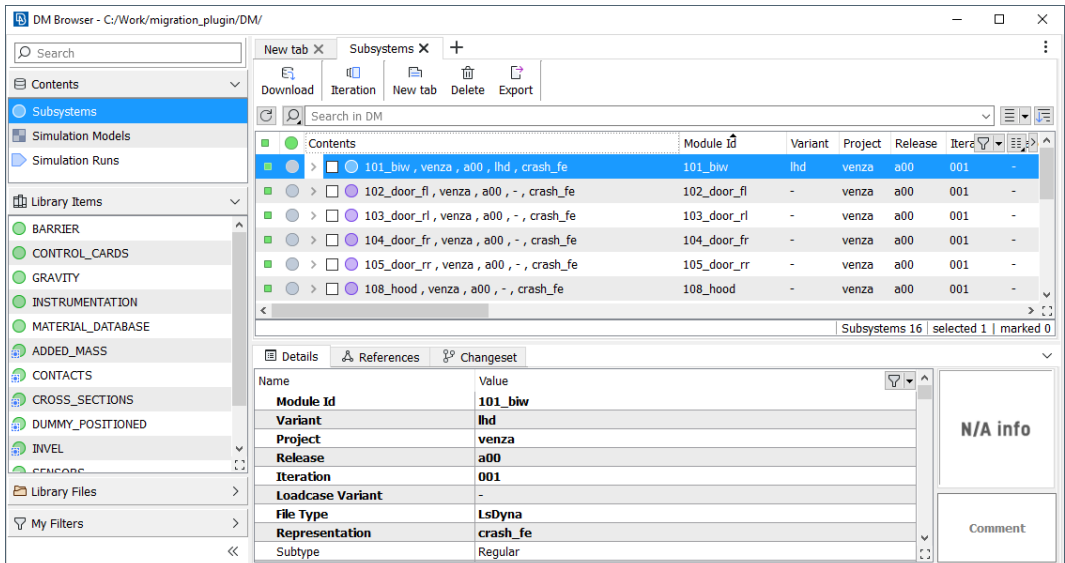 DM Browser - C:/Work/migration_plugin/DM/
Search
Contents
Subsystems
Simulation Models
Simulation Runs
Library Items
BARRIER
CONTROL_CARDS
GRAVITY
INSTRUMENTATION
MATERIAL_DATABASE
ADDED_MASS
CONTACTS
CROSS_SECTIONS
DUMMY_POSITIONED
INVEL
SENSORS
Library Files
My Filters
New tab Subsystems
Download Iteration New tab Delete Export
Search in DM
Contents Module Id Variant Project Release Itera
101_biw , venza , a00 , lhd , crash_fe 101_biw lhd venza a00 001 -
102_door_fl , venza , a00 , - , crash_fe 102_door_fl - venza a00 001 -
103_door_rl , venza , a00 , - , crash_fe 103_door_rl - venza a00 001 -
104_door_fr , venza , a00 , - , crash_fe 104_door_fr - venza a00 001 -
105_door_rr , venza , a00 , - , crash_fe 105_door_rr - venza a00 001 -
108_hood , venza , a00 , - , crash_fe 108_hood - venza a00 001 -
Subsystems 16 selected 1 marked 0
Details References Changeset
Name Value
Module Id 101_biw
Variant lhd
Project venza
Release a00
Iteration 001
Loadcase Variant -
File Type LsDyna
Representation crash_fe
Subtype Regular
N/A info
Comment